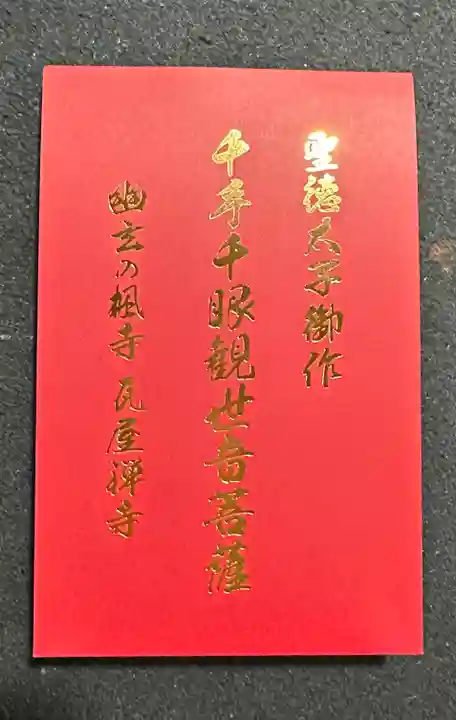 聖徳太子御作
千手千眼観世音菩薩
幽玄の楓寺 瓦屋禅寺